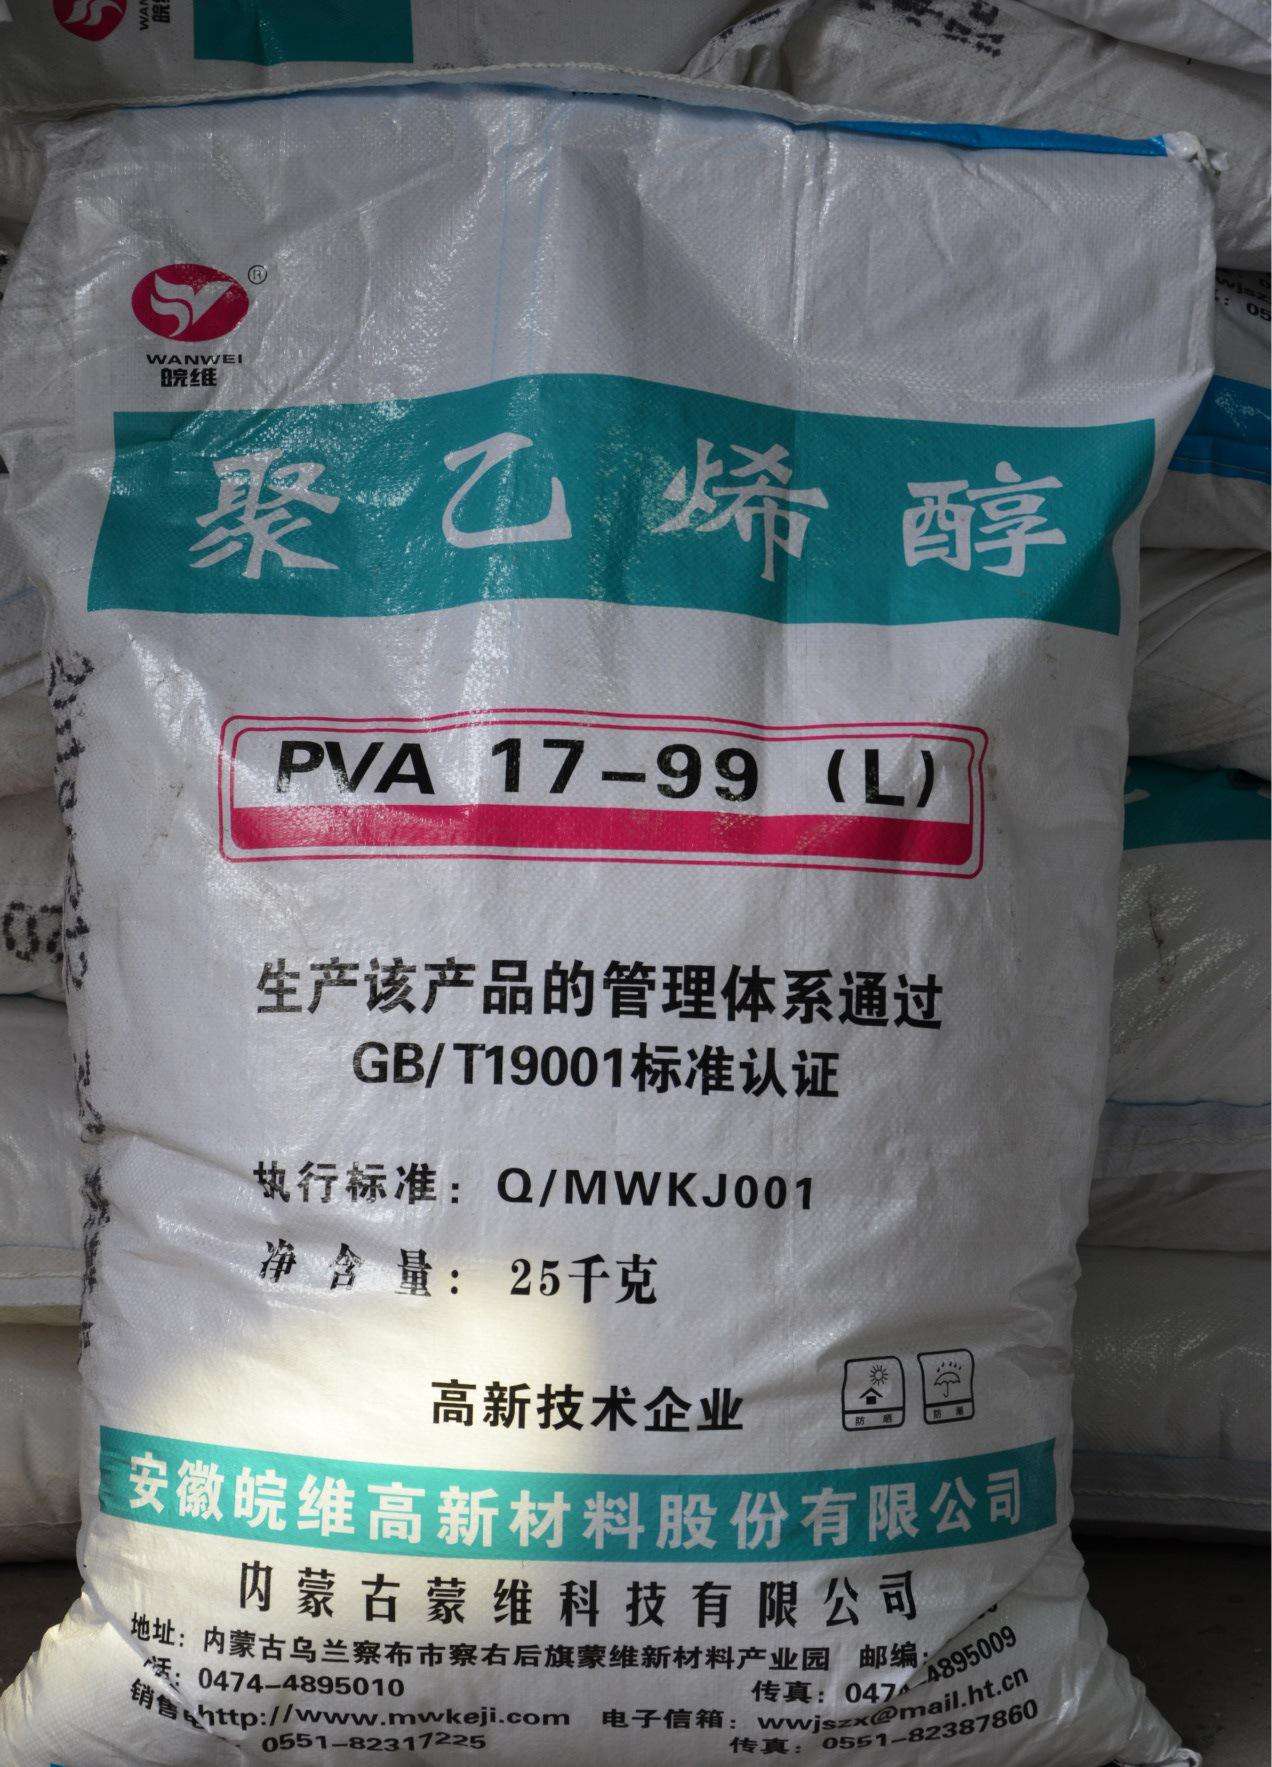 WANWEI
皖维
®
聚乙烯醇
PVA 17-99 (L)
生产该产品的管理体系通过
GB/T19001标准认证
执行标准：Q/MWKJ001
净含量：25千克
高新技术企业
防晒 防潮
安徽皖维高新材料股份有限公司
内蒙古蒙维科技有限公司
地址：内蒙古乌兰察布市察右后旗蒙维新材料产业园 邮编：
话：0474-4895010 传真：0474-4895009
http://www.mwkeji.com 电子信箱：wwjszx@mail.ht.cn
销售 0551-82317225 传真：0551-82387860